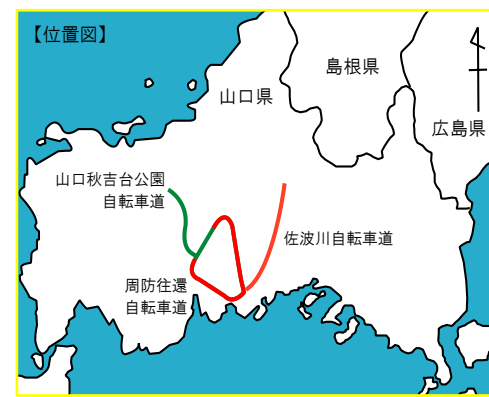 【位置図】
島根県
山口県
広島県
山口秋吉台公園
自転車道
佐波川自転車道
周防往還
自転車道